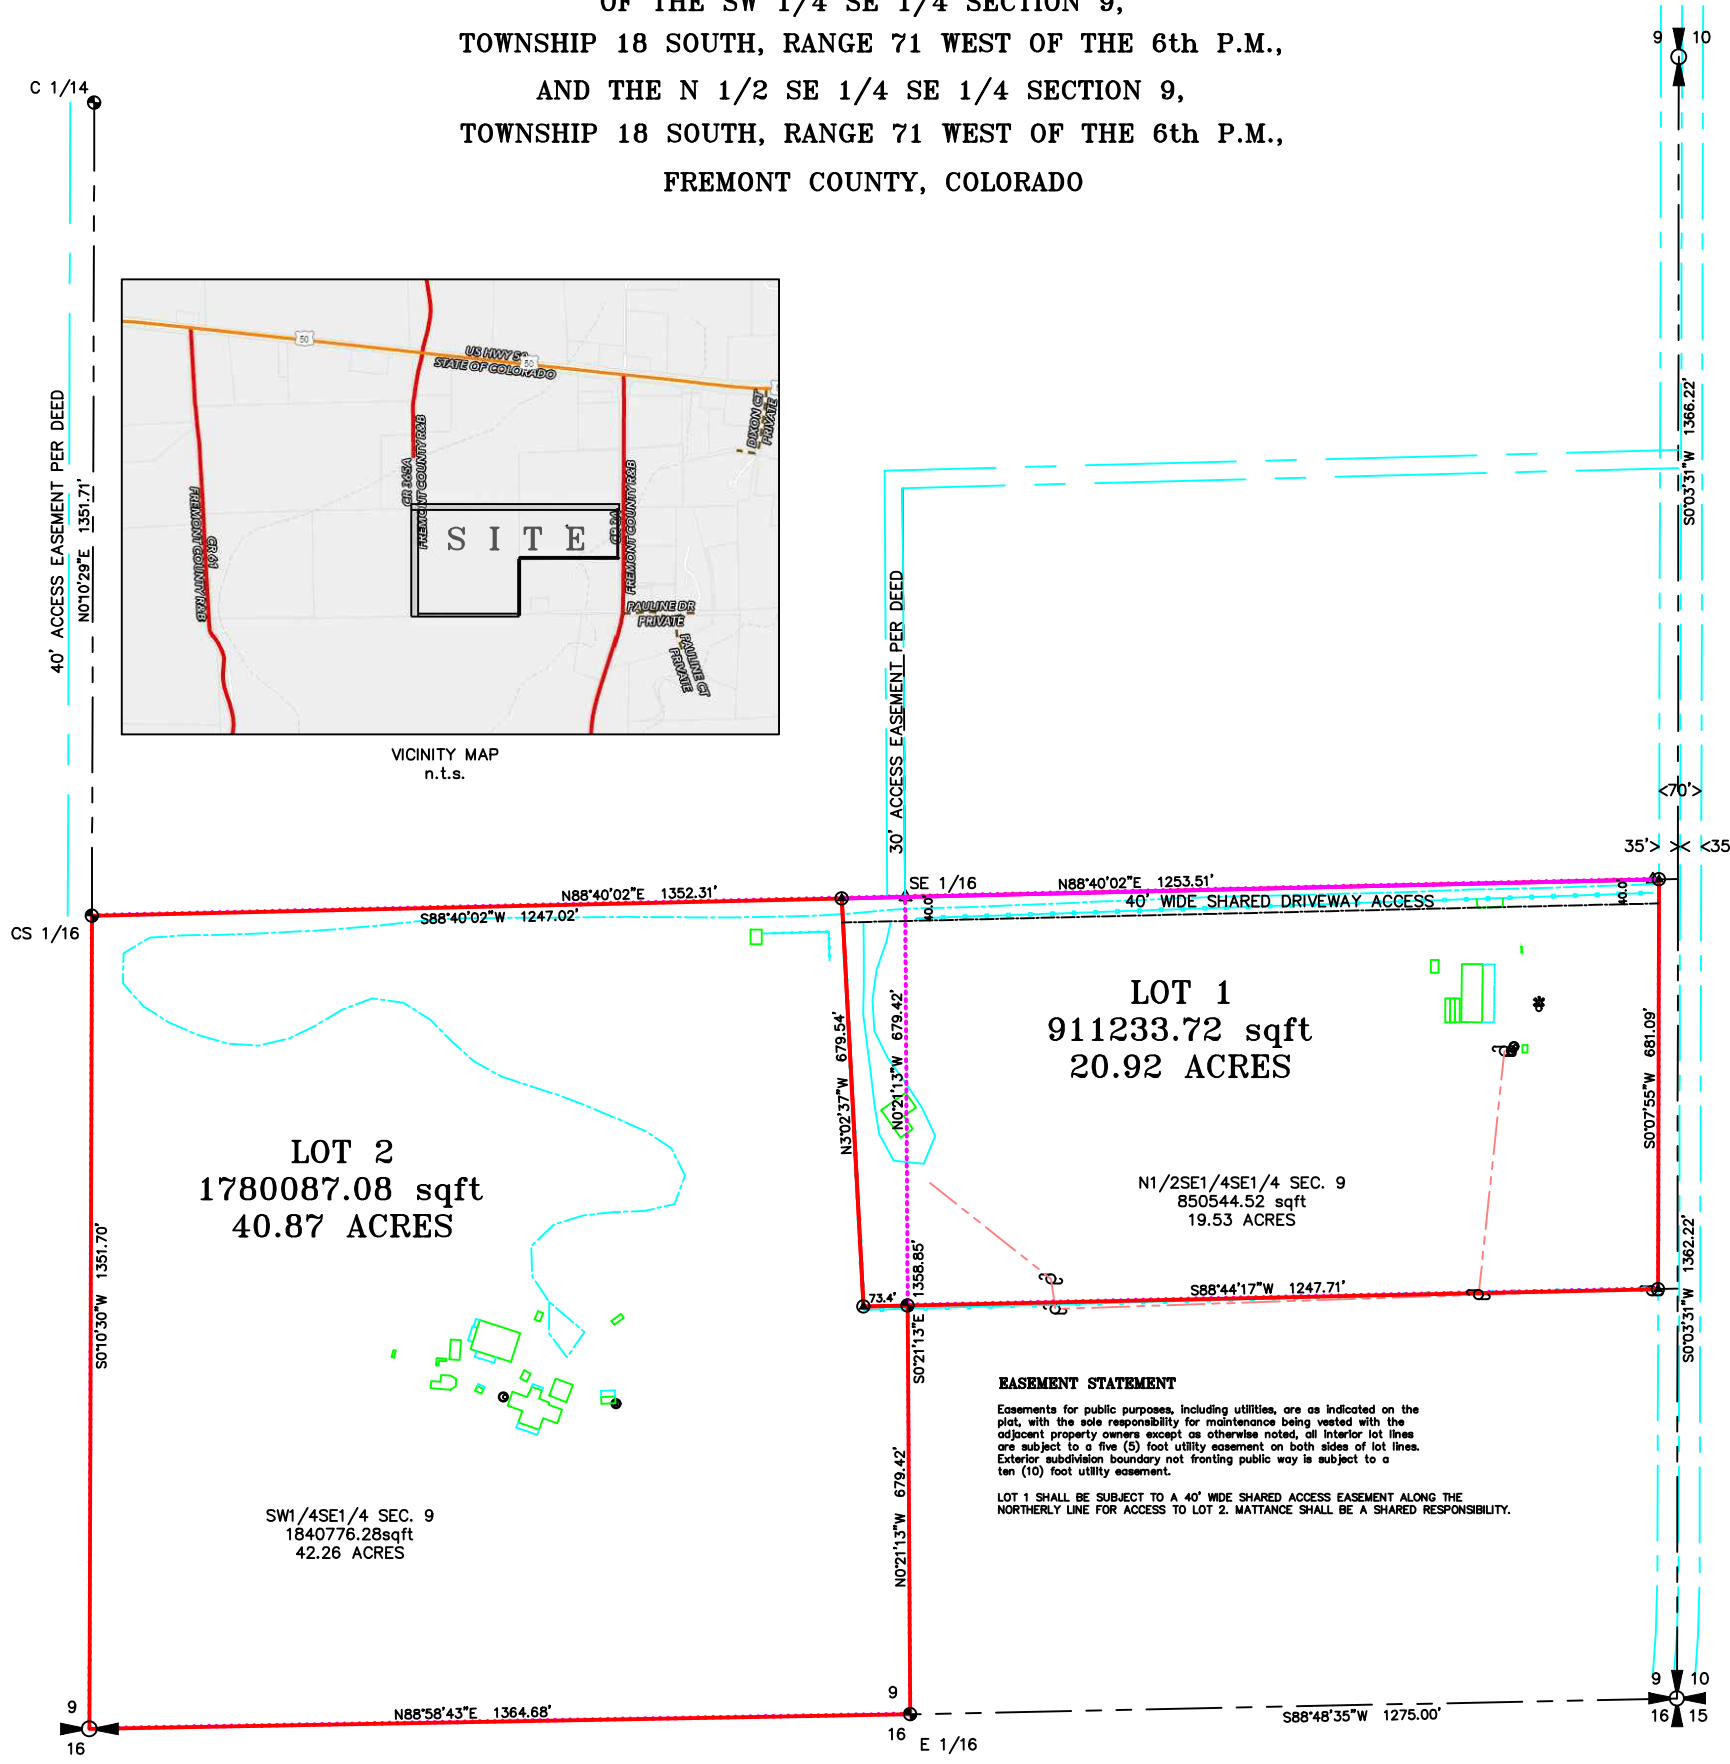 OF THE SW 1/4 SE 1/4 SECTION 9,
TOWNSHIP 18 SOUTH, RANGE 71 WEST OF THE 6th P.M.,
AND THE N 1/2 SE 1/4 SE 1/4 SECTION 9,
TOWNSHIP 18 SOUTH, RANGE 71 WEST OF THE 6th P.M.,
FREMONT COUNTY, COLORADO
9 10
C 1/14
40' ACCESS EASEMENT PER DEED
N0°10'29"E 1351.71'
50
US HWY 50
STATE OF COLORADO
50
DIXON CT
PRIVATE
CR 365A
FREMONT COUNTY R&B
FREMONT COUNTY R&B
CR 61
FREMONT COUNTY R&B
SITE
PAULINE DR
PRIVATE
PAULINE CT
PRIVATE
VICINITY MAP
n.t.s.
S0°03'31"W 1366.22'
30' ACCESS EASEMENT PER DEED
<70'>
35'> >< <35
SE 1/16
N88°40'02"E 1352.31'
N88°40'02"E 1253.51'
S88°40'02"W 1247.02'
40' WIDE SHARED DRIVEWAY ACCESS
40.0'
40.0'
CS 1/16
LOT 1
911233.72 sqft
20.92 ACRES
N3°02'37"W 679.54'
N0°21'13"W 679.42'
S0°07'55"W 681.09'
LOT 2
1780087.08 sqft
40.87 ACRES
N1/2SE1/4SE1/4 SEC. 9
850544.52 sqft
19.53 ACRES
S0°10'30"W 1351.70'
S0°21'13"E 1358.85'
73.4'
S88°44'17"W 1247.71'
S0°03'31"W 1362.22'
EASEMENT STATEMENT
Easements for public purposes, including utilities, are as indicated on the
plat, with the sole responsibility for maintenance being vested with the
adjacent property owners except as otherwise noted, all interior lot lines
are subject to a five (5) foot utility easement on both sides of lot lines.
Exterior subdivision boundary not fronting public way is subject to a
ten (10) foot utility easement.
LOT 1 SHALL BE SUBJECT TO A 40' WIDE SHARED ACCESS EASEMENT ALONG THE
NORTHERLY LINE FOR ACCESS TO LOT 2. MATTANCE SHALL BE A SHARED RESPONSIBILITY.
SW1/4SE1/4 SEC. 9
1840776.28sqft
42.26 ACRES
N0°21'13"W 679.42'
9
16
N88°58'43"E 1364.68'
9
16
E 1/16
S88°48'35"W 1275.00'
9 10
16 15